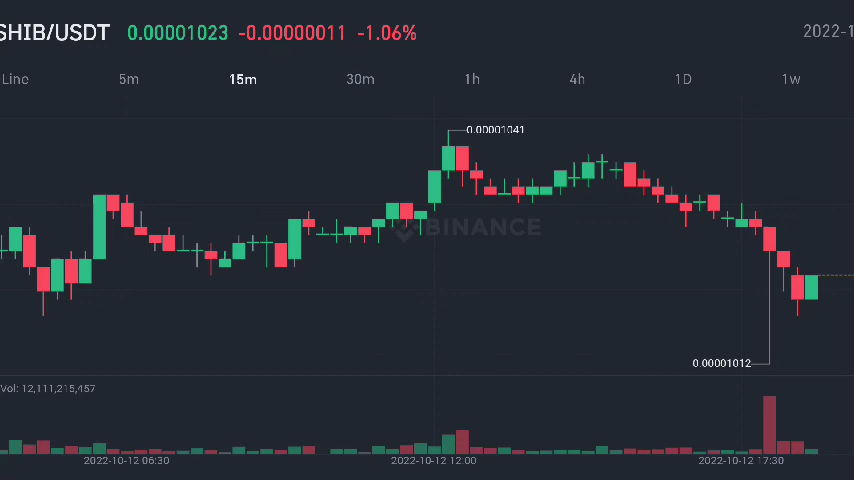 SHIB/USDT 0.00001023 -0.00000011 -1.06% 2022-1
Line 5m 15m 30m 1h 4h 1D 1w
0.00001041
BINANCE
0.00001012
Vol: 12,111,215,457
2022-10-12 06:30 2022-10-12 12:00 2022-10-12 17:30